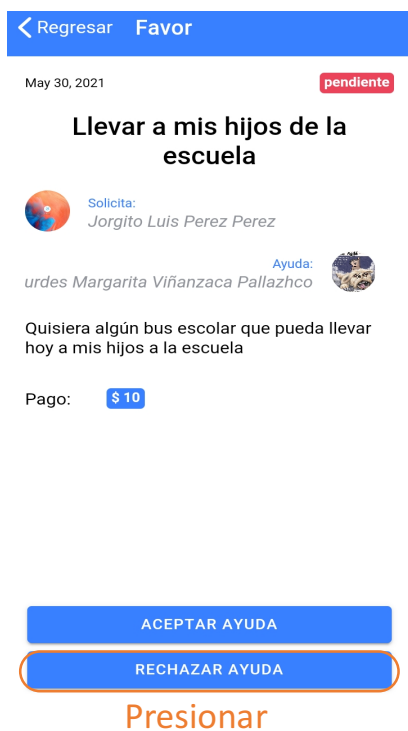 Regresar Favor
May 30, 2021 pendiente
Llevar a mis hijos de la
escuela
Solicita:
Jorgito Luis Perez Perez
Ayuda:
urdes Margarita Viñanzaca Pallazhco
Quisiera algún bus escolar que pueda llevar
hoy a mis hijos a la escuela
Pago: $ 10
ACEPTAR AYUDA
RECHAZAR AYUDA
Presionar